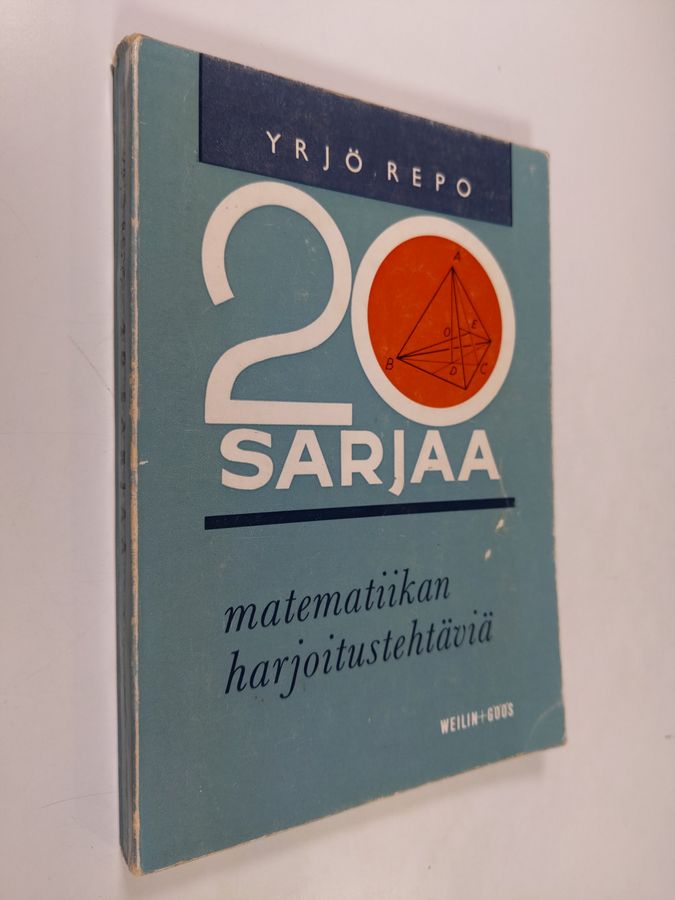 YRJÖ REPO
20
A
O E
B D C
SARJAA
matematiikan
harjoitustehtäviä
WEILIN+GÖÖS